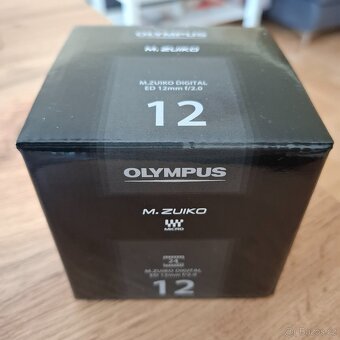 OLYMPUS
M.ZUIKO
M.ZUIKO DIGITAL
ED 12mm f/2.0
12
OLYMPUS
M.ZUIKO
MICRO
24
M.ZUIKO DIGITAL
ED 12mm f/2.0
12